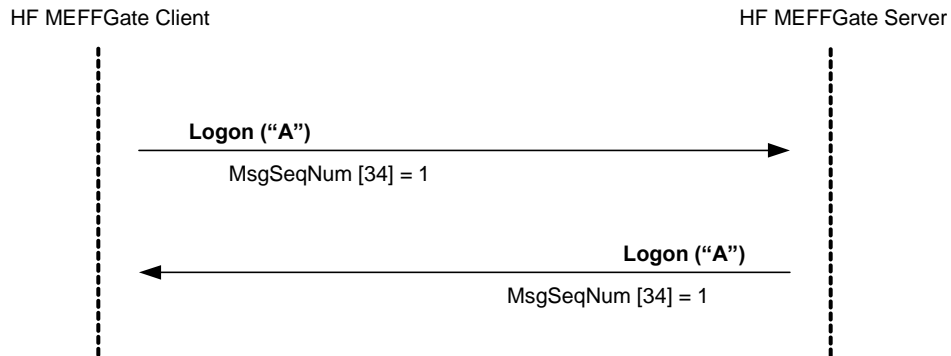 HF MEFFGate Client
HF MEFFGate Server
Logon (“A”)
MsgSeqNum [34] = 1
Logon (“A”)
MsgSeqNum [34] = 1